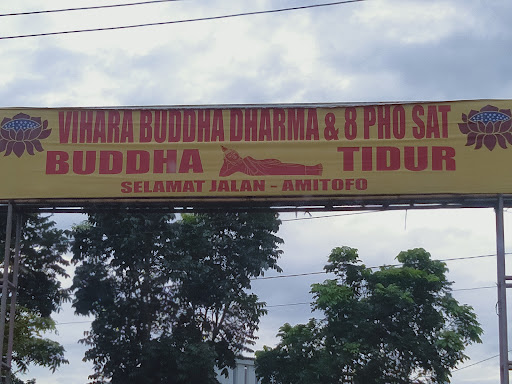 VIHARA BUDDHA DHARMA & 8 PHO SAT
BUDDHA TIDUR
SELAMAT JALAN - AMITOFO